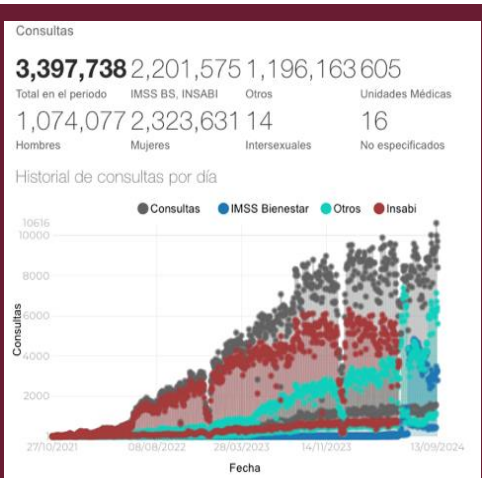 Consultas
3,397,738 2,201,575 1,196,163 605
Total en el periodo IMSS BS, INSABI Otros Unidades Médicas
1,074,077 2,323,631 14 16
Hombres Mujeres Intersexuales No especificados
Historial de consultas por día
Consultas IMSS Bienestar Otros Insabi
10616
10000
8000
6000
4000
2000
Consultas
27/10/2021 08/08/2022 28/03/2023 14/11/2023 13/09/2024
Fecha